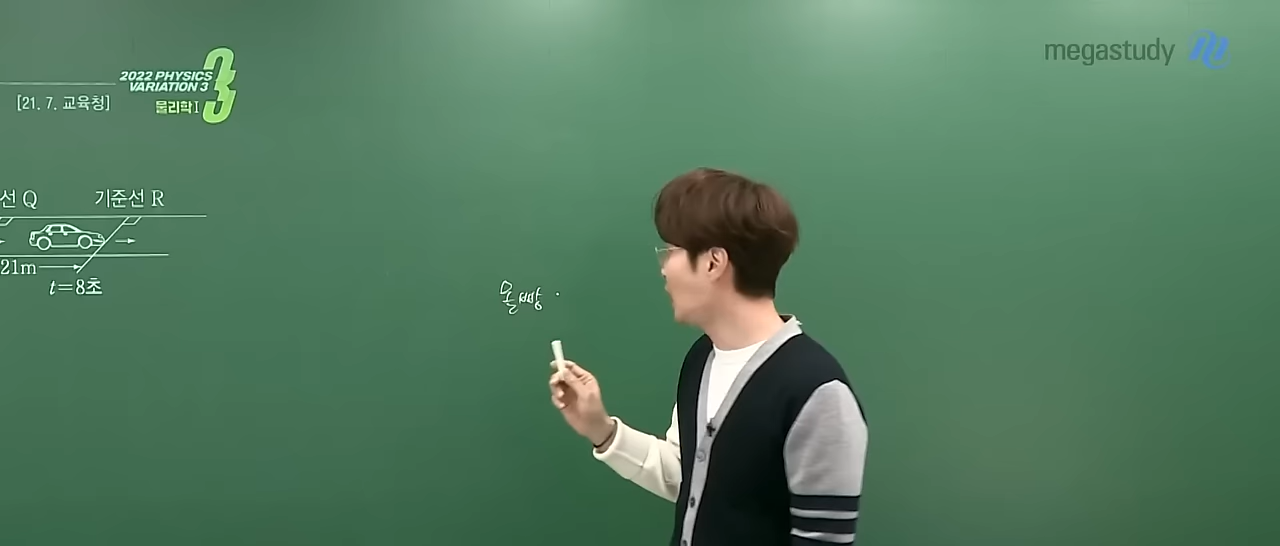 megastudy
2022 PHYSICS
VARIATION 3
물리학 I
3
[21. 7. 교육청]
선 Q
기준선 R
21m
t=8초
몰빵